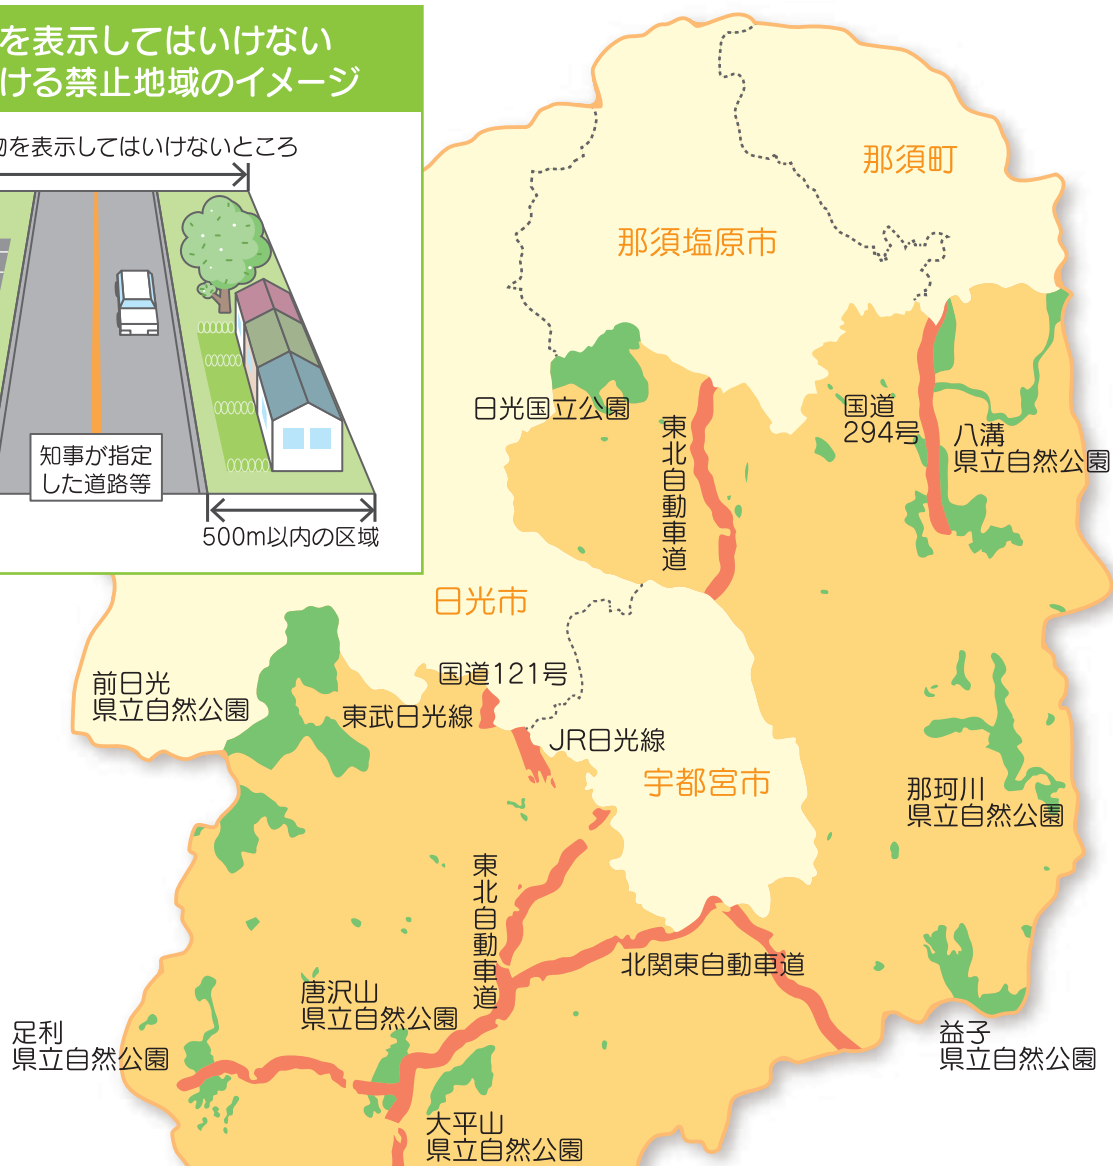 を表示してはいけない
ける禁止地域のイメージ
物を表示してはいけないところ
知事が指定
した道路等
500m以内の区域
那須町
那須塩原市
日光国立公園
東北自動車道
国道
294号
八溝
県立自然公園
日光市
国道121号
前日光
県立自然公園
東武日光線
JR日光線
宇都宮市
那珂川
県立自然公園
東北自動車道
北関東自動車道
唐沢山
県立自然公園
足利
県立自然公園
益子
県立自然公園
大平山
県立自然公園